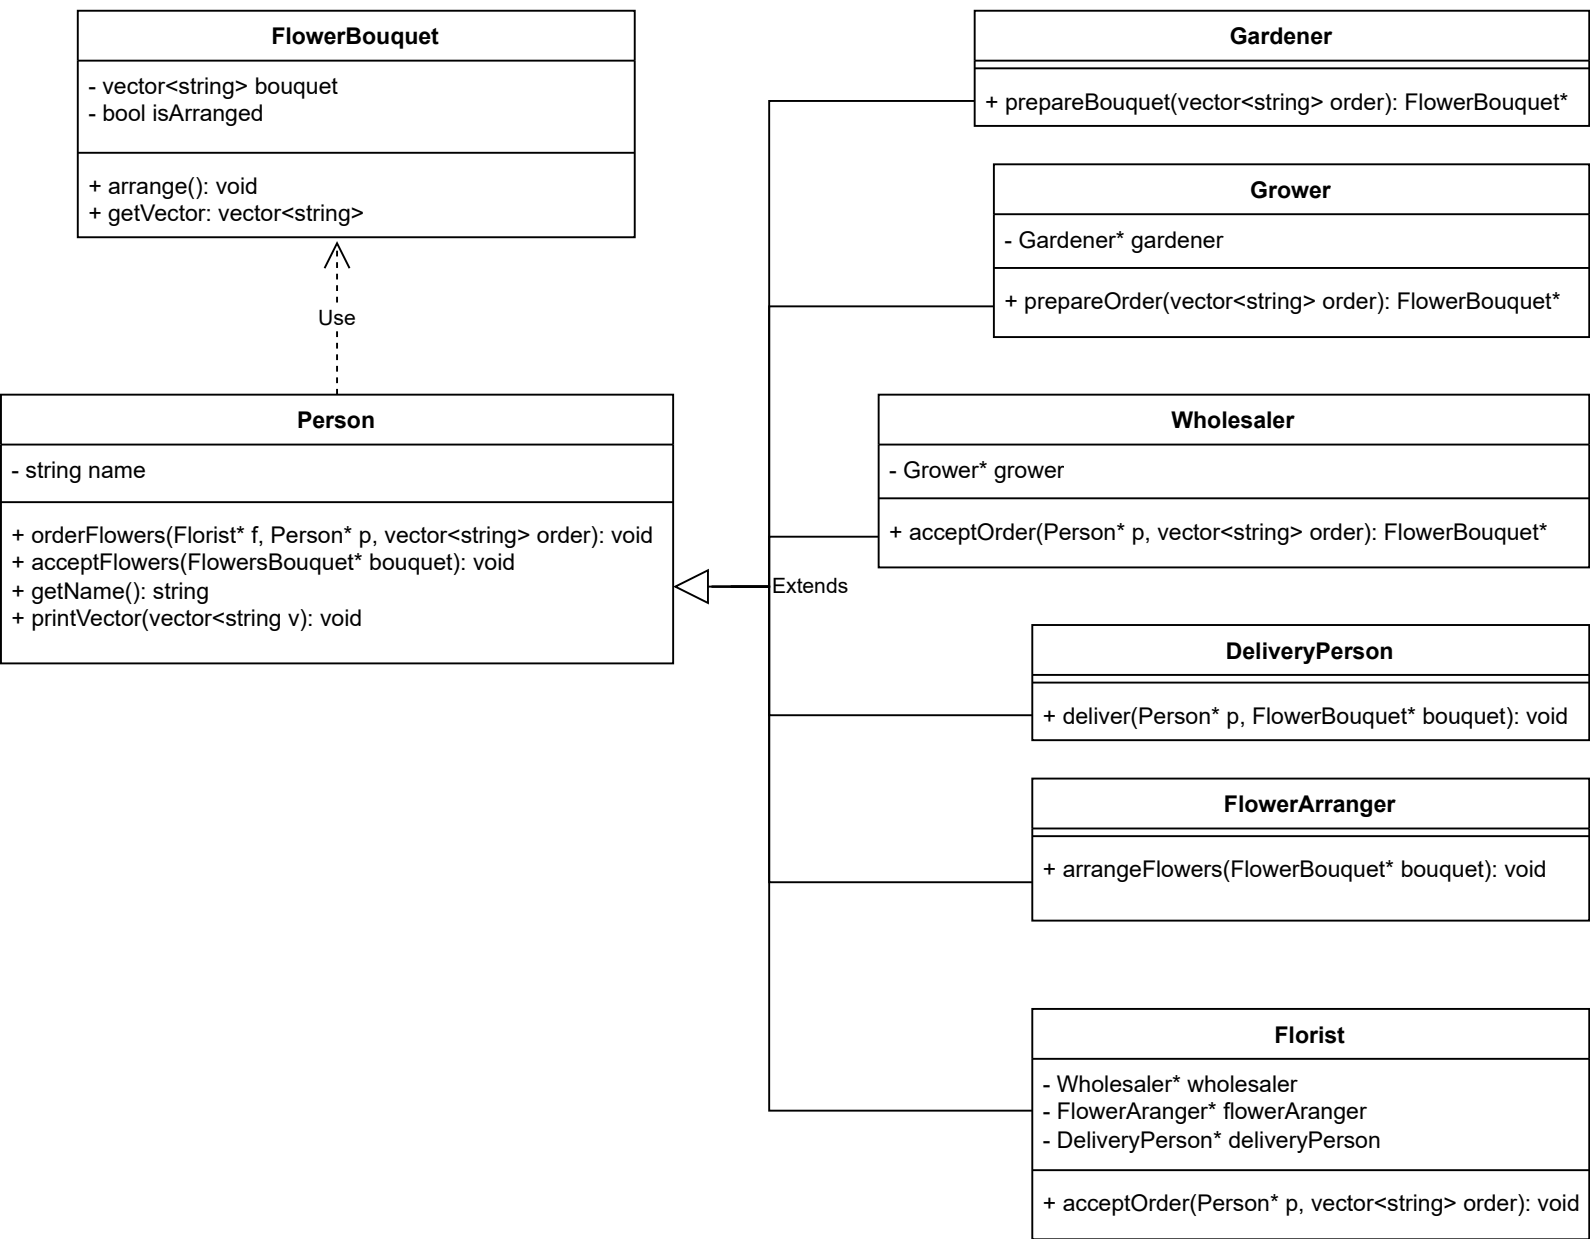 FlowerBouquet
- vector<string> bouquet
- bool isArranged
+ arrange(): void
+ getVector: vector<string>
Use
Person
- string name
+ orderFlowers(Florist* f, Person* p, vector<string> order): void
+ acceptFlowers(FlowersBouquet* bouquet): void
+ getName(): string
+ printVector(vector<string v): void
Extends
Gardener
+ prepareBouquet(vector<string> order): FlowerBouquet*
Grower
- Gardener* gardener
+ prepareOrder(vector<string> order): FlowerBouquet*
Wholesaler
- Grower* grower
+ acceptOrder(Person* p, vector<string> order): FlowerBouquet*
DeliveryPerson
+ deliver(Person* p, FlowerBouquet* bouquet): void
FlowerArranger
+ arrangeFlowers(FlowerBouquet* bouquet): void
Florist
- Wholesaler* wholesaler
- FlowerAranger* flowerAranger
- DeliveryPerson* deliveryPerson
+ acceptOrder(Person* p, vector<string> order): void